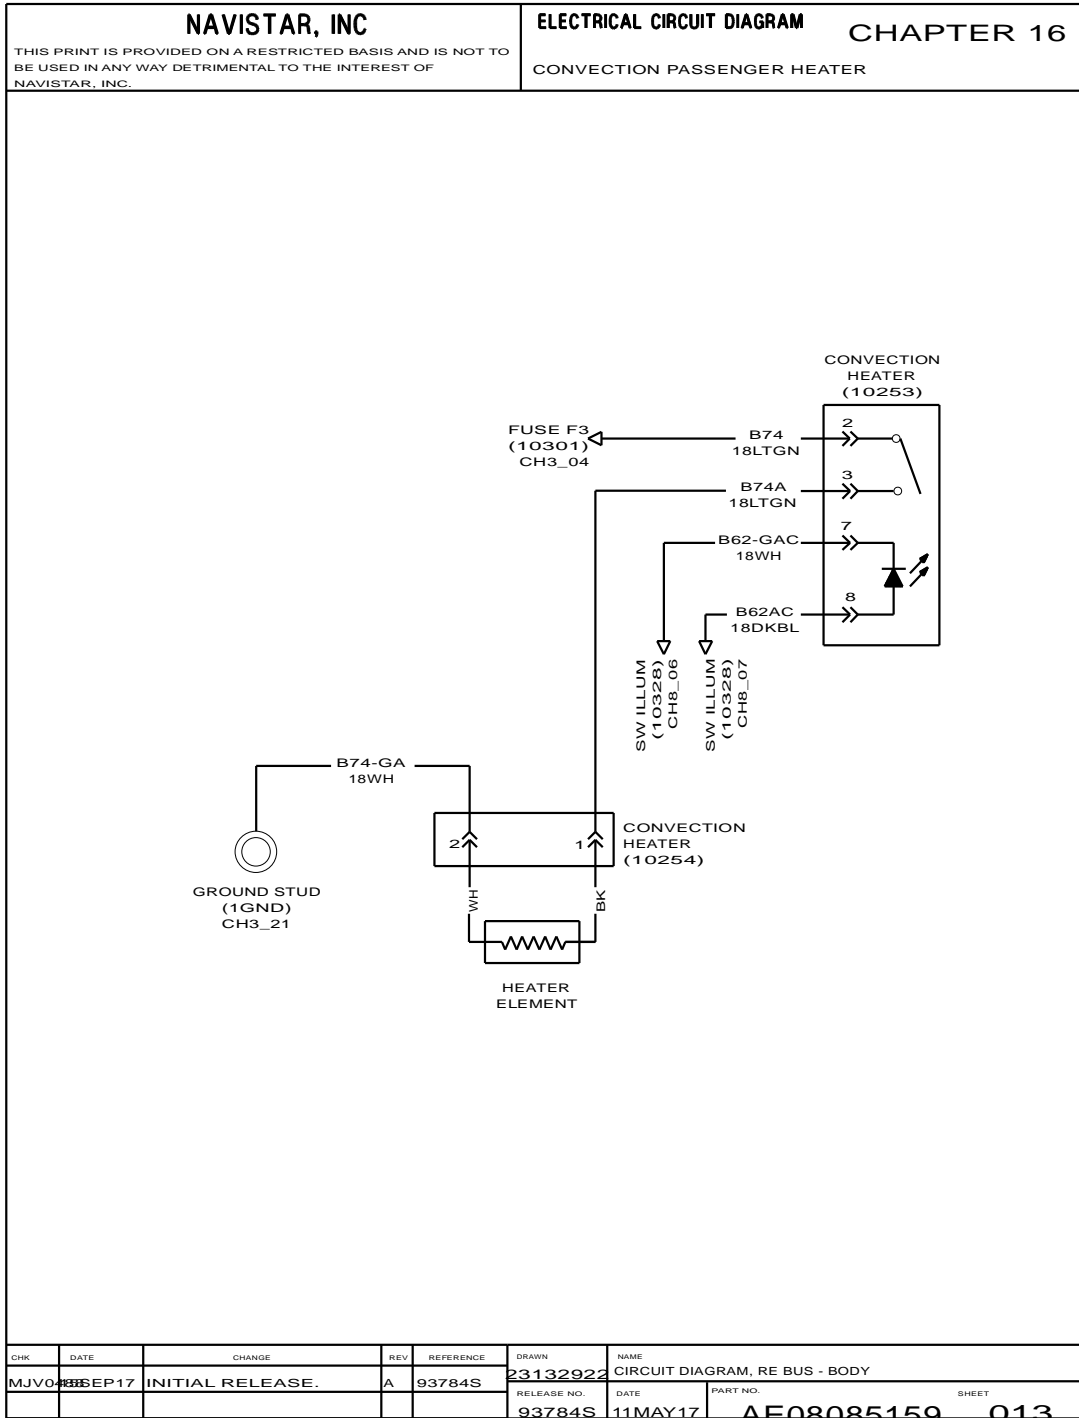 NAVISTAR, INC
THIS PRINT IS PROVIDED ON A RESTRICTED BASIS AND IS NOT TO
BE USED IN ANY WAY DETRIMENTAL TO THE INTEREST OF
NAVISTAR, INC.
ELECTRICAL CIRCUIT DIAGRAM
CHAPTER 16
CONVECTION PASSENGER HEATER
CONVECTION
HEATER
(10253)
FUSE F3
(10301)
CH3_04
B74
18LTGN
2
B74A
18LTGN
3
B62-GAC
18WH
7
B62AC
18DKBL
8
SW ILLUM
(10328)
CH8_06
SW ILLUM
(10328)
CH8_07
B74-GA
18WH
2
1
CONVECTION
HEATER
(10254)
GROUND STUD
(1GND)
CH3_21
WH
BK
HEATER
ELEMENT
CHK DATE CHANGE REV REFERENCE
INITIAL RELEASE. A 93784S
DRAWN
23132922
NAME
CIRCUIT DIAGRAM, RE BUS - BODY
RELEASE NO.
93784S
DATE
11MAY17
PART NO.
AE08085159
SHEET
013